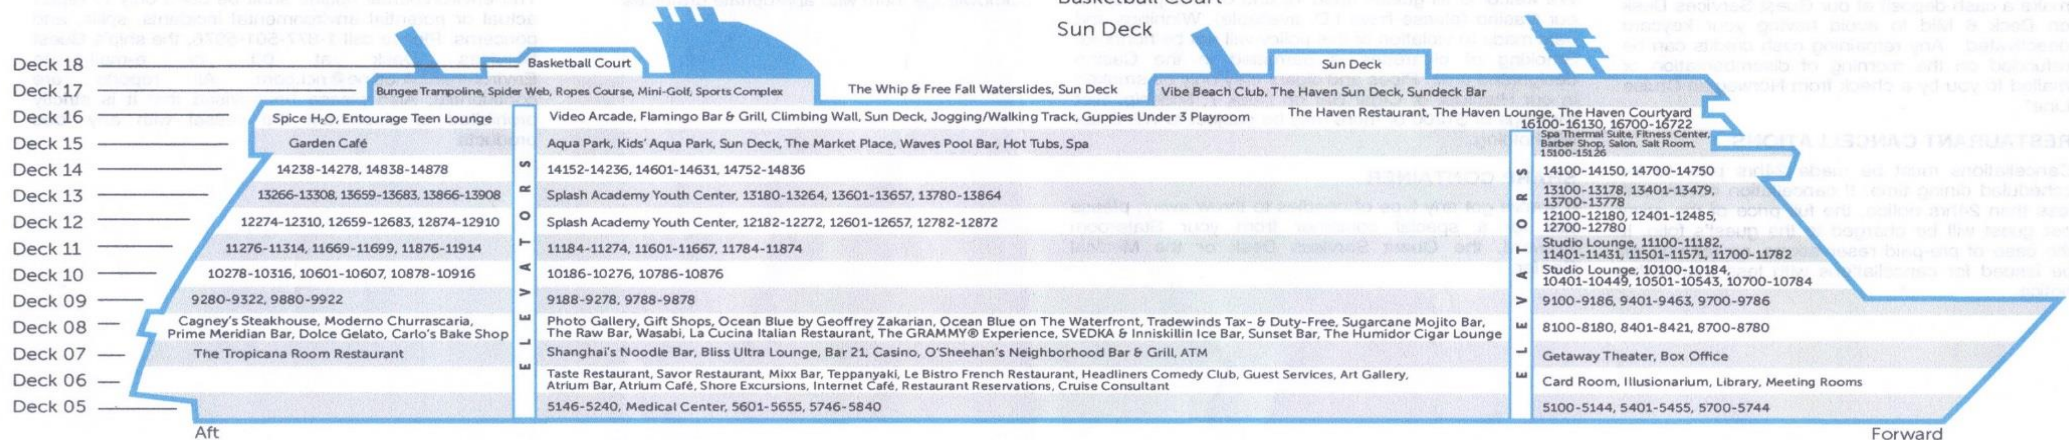 Basketball Court
Sun Deck
Deck 18
Basketball Court
Sun Deck
Deck 17
Bungee Trampoline, Spider Web, Ropes Course, Mini-Golf, Sports Complex
The Whip & Free Fall Waterslides, Sun Deck
Vibe Beach Club, The Haven Sun Deck, Sundeck Bar
Deck 16
Spice H₂O, Entourage Teen Lounge
Video Arcade, Flamingo Bar & Grill, Climbing Wall, Sun Deck, Jogging/Walking Track, Guppies Under 3 Playroom
The Haven Restaurant, The Haven Lounge, The Haven Courtyard
16100-16130, 16700-16722
Deck 15
Garden Café
Aqua Park, Kids' Aqua Park, Sun Deck, The Market Place, Waves Pool Bar, Hot Tubs, Spa
Spa Thermal Suite, Fitness Center,
Barber Shop, Salon, Salt Room,
15100-15126
Deck 14
14238-14278, 14838-14878
14152-14236, 14601-14631, 14752-14836
14100-14150, 14700-14750
Deck 13
13266-13308, 13659-13683, 13866-13908
Splash Academy Youth Center, 13180-13264, 13601-13657, 13780-13864
13100-13178, 13401-13479,
13700-13778
Deck 12
12274-12310, 12659-12683, 12874-12910
Splash Academy Youth Center, 12182-12272, 12601-12657, 12782-12872
12100-12180, 12401-12485,
12700-12780
Deck 11
11276-11314, 11669-11699, 11876-11914
11184-11274, 11601-11667, 11784-11874
Studio Lounge, 11100-11182,
11401-11431, 11501-11571, 11700-11782
Deck 10
10278-10316, 10601-10607, 10878-10916
10186-10276, 10786-10876
Studio Lounge, 10100-10184,
10401-10449, 10501-10543, 10700-10784
Deck 09
9280-9322, 9880-9922
9188-9278, 9788-9878
9100-9186, 9401-9463, 9700-9786
Deck 08
Cagney's Steakhouse, Moderno Churrascaria,
Prime Meridian Bar, Dolce Gelato, Carlo's Bake Shop
Photo Gallery, Gift Shops, Ocean Blue by Geoffrey Zakarian, Ocean Blue on The Waterfront, Tradewinds Tax- & Duty-Free, Sugarcane Mojito Bar,
The Raw Bar, Wasabi, La Cucina Italian Restaurant, The GRAMMY® Experience, SVEDKA & Inniskillin Ice Bar, Sunset Bar, The Humidor Cigar Lounge
8100-8180, 8401-8421, 8700-8780
Deck 07
The Tropicana Room Restaurant
Shanghai's Noodle Bar, Bliss Ultra Lounge, Bar 21, Casino, O'Sheehan's Neighborhood Bar & Grill, ATM
Getaway Theater, Box Office
Deck 06
Taste Restaurant, Savor Restaurant, Mixx Bar, Teppanyaki, Le Bistro French Restaurant, Headliners Comedy Club, Guest Services, Art Gallery,
Atrium Bar, Atrium Café, Shore Excursions, Internet Café, Restaurant Reservations, Cruise Consultant
Card Room, Illusionarium, Library, Meeting Rooms
Deck 05
5146-5240, Medical Center, 5601-5655, 5746-5840
5100-5144, 5401-5455, 5700-5744
ELEVATORS
ELEVATORS
Aft
Forward